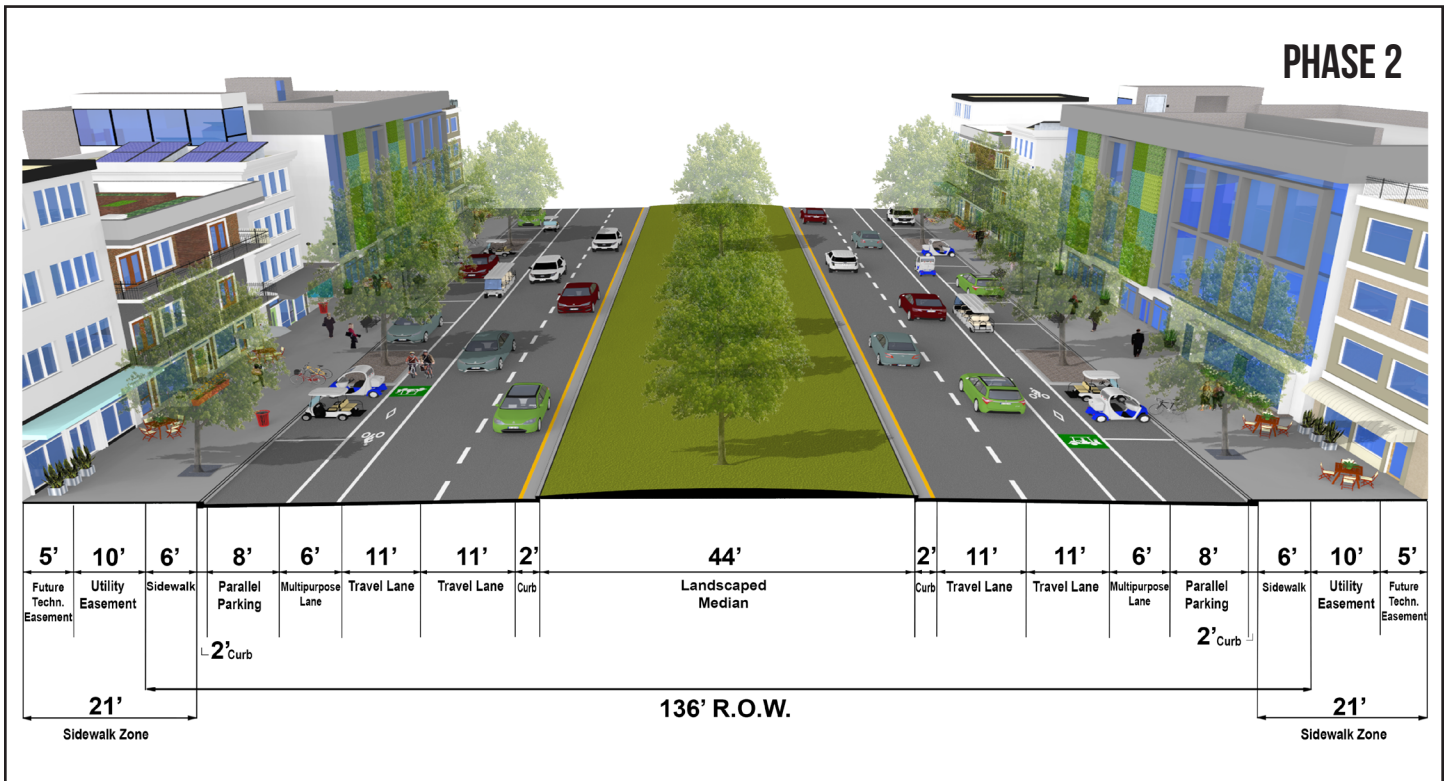 PHASE 2
5' 10' 6' 8' 6' 11' 11' 2' 44' 2' 11' 11' 6' 8' 6' 10' 5'
Future
Techn.
Easement
Utility
Easement
Sidewalk
Parallel
Parking
Multipurpose
Lane
Travel Lane
Travel Lane
Curb
Landscaped
Median
Curb
Travel Lane
Travel Lane
Multipurpose
Lane
Parallel
Parking
Sidewalk
Utility
Easement
Future
Techn.
Easement
2' Curb
2' Curb
136' R.O.W.
21'
Sidewalk Zone
21'
Sidewalk Zone